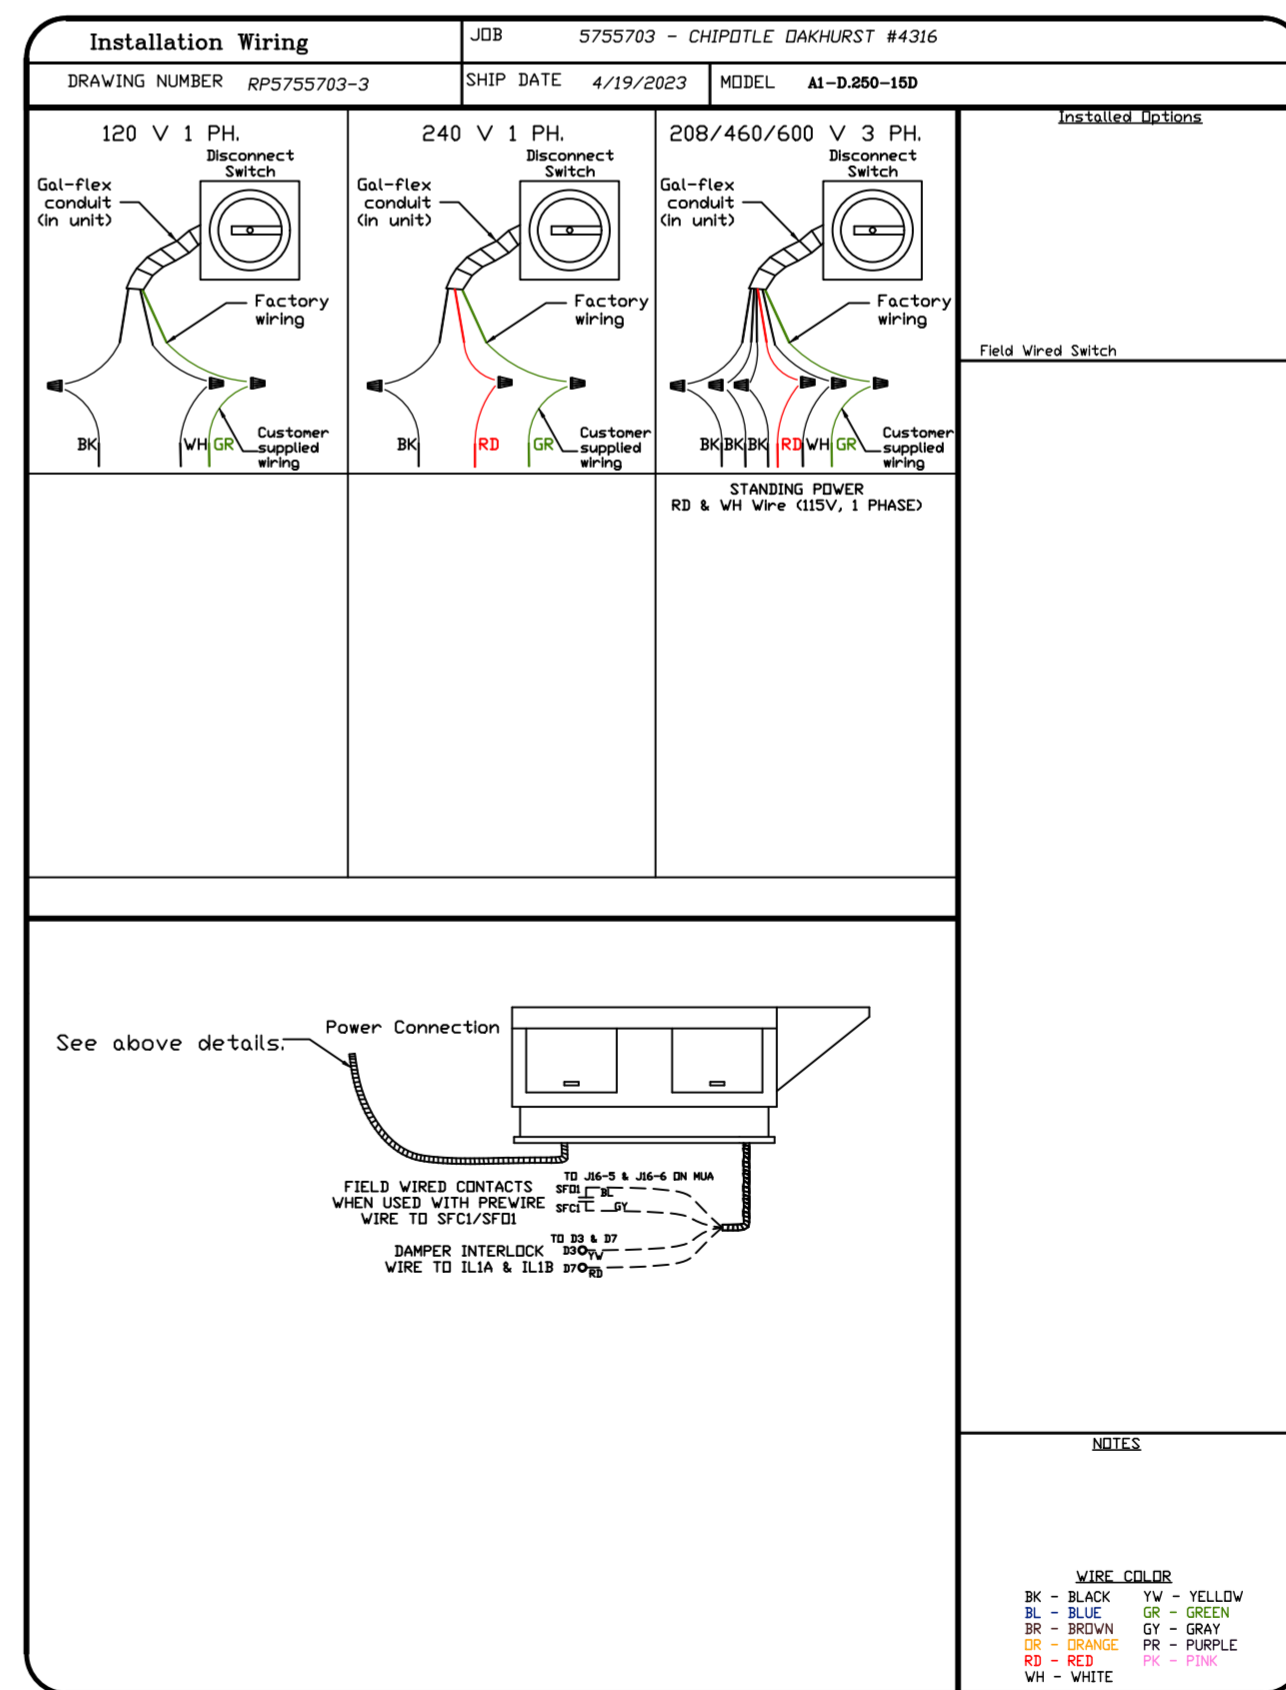 Installation Wiring
JOB 5755703 - CHIPOTLE OAKHURST #4316
DRAWING NUMBER RP5755703-3
SHIP DATE 4/19/2023
MODEL A1-D.250-15D
120 V 1 PH.
Disconnect
Switch
Gal-flex
conduit
(in unit)
Factory
wiring
BK
WH
GR
Customer
supplied
wiring
240 V 1 PH.
Disconnect
Switch
Gal-flex
conduit
(in unit)
Factory
wiring
BK
RD
GR
Customer
supplied
wiring
208/460/600 V 3 PH.
Disconnect
Switch
Gal-flex
conduit
(in unit)
Factory
wiring
BK
BK
BK
RD
WH
GR
Customer
supplied
wiring
STANDING POWER
RD & WH Wire (115V, 1 PHASE)
Installed Options
Field Wired Switch
See above details.
Power Connection
FIELD WIRED CONTACTS
WHEN USED WITH PREWIRE
WIRE TO SFC1/SFO1
TO J16-5 & J16-6 ON MUA
SFO1
BL
SFC1
GY
DAMPER INTERLOCK
WIRE TO IL1A & IL1B
TO D3 & D7
D3
YW
D7
RD
NOTES
WIRE COLOR
BK - BLACK YW - YELLOW
BL - BLUE GR - GREEN
BR - BROWN GY - GRAY
OR - ORANGE PR - PURPLE
RD - RED PK - PINK
WH - WHITE